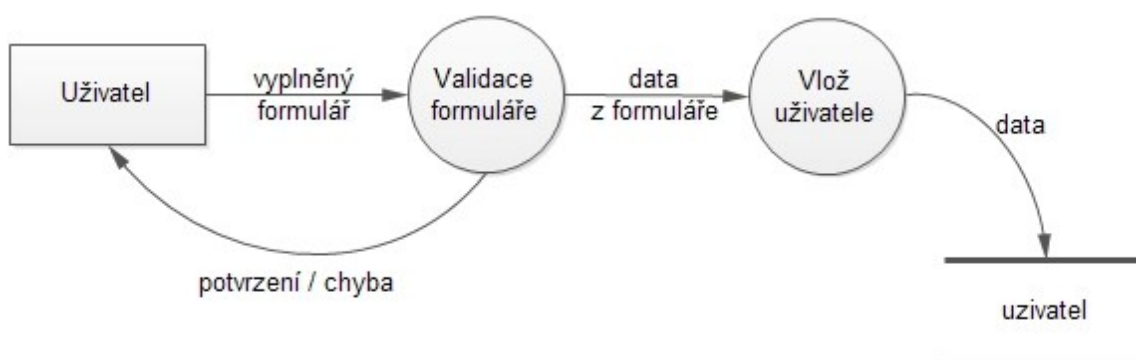 Uživatel
vyplněný
formulář
Validace
formuláře
data
z formuláře
Vlož
uživatele
data
potvrzení / chyba
uzivatel